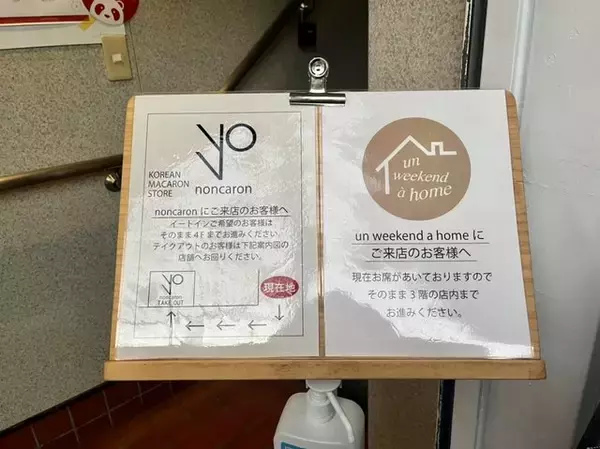 KOREAN
MACARON
STORE
noncaron
noncaron にご来店のお客様へ
イートインご希望のお客様は
そのまま4Fまでお進みください。
テイクアウトのお客様は下記案内図の
店舗へお回りください。
noncaron
TAKE OUT
現在地
↑ ← ← ← ↓
un
weekend
à home
un weekend a home に
ご来店のお客様へ
現在お席があいておりますので
そのまま3階の店内まで
お進みください。